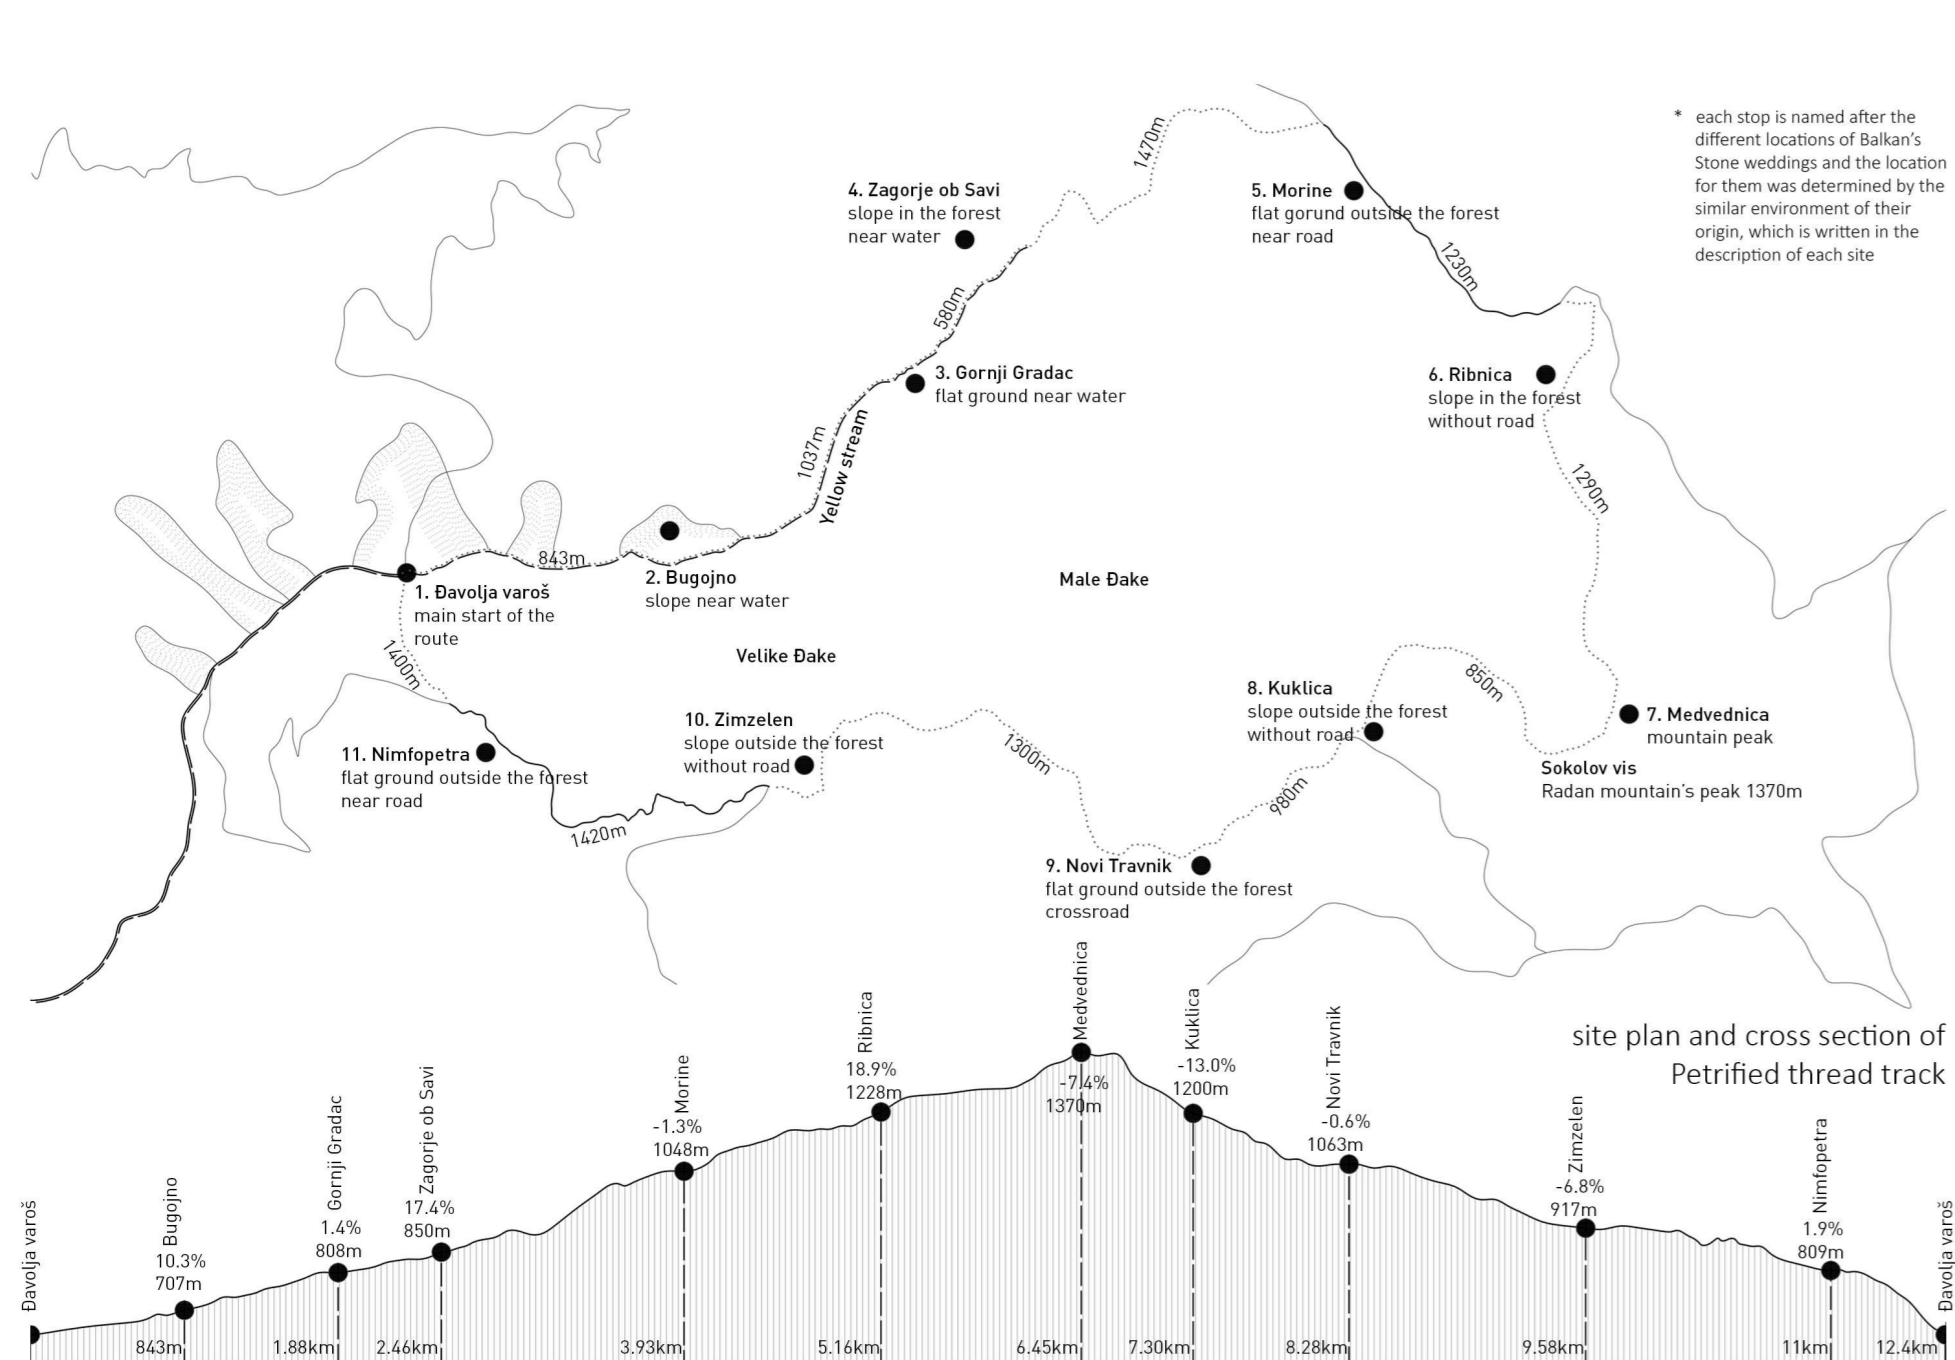 * each stop is named after the
different locations of Balkan's
Stone weddings and the location
for them was determined by the
similar environment of their
origin, which is written in the
description of each site
1470m
4. Zagorje ob Savi
slope in the forest
near water
5. Morine
flat gorund outside the forest
near road
1230m
580m
3. Gornji Gradac
flat ground near water
6. Ribnica
slope in the forest
without road
1037m
Yellow stream
1290m
843m
1. Đavolja varoš
main start of the
route
2. Bugojno
slope near water
Male Đake
Velike Đake
1400m
8. Kuklica
slope outside the forest
without road
850m
7. Medvednica
mountain peak
10. Zimzelen
slope outside the forest
without road
1300m
11. Nimfopetra
flat ground outside the forest
near road
Sokolov vis
Radan mountain's peak 1370m
980m
1420m
9. Novi Travnik
flat ground outside the forest
crossroad
site plan and cross section of
Petrified thread track
Đavolja varoš
Bugojno
10.3%
707m
Gornji Gradac
1.4%
808m
Zagorje ob Savi
17.4%
850m
Morine
-1.3%
1048m
Ribnica
18.9%
1228m
Medvednica
-7.4%
1370m
Kuklica
-13.0%
1200m
Novi Travnik
-0.6%
1063m
Zimzelen
-6.8%
917m
Nimfopetra
1.9%
809m
Đavolja varoš
843m
1.88km
2.46km
3.93km
5.16km
6.45km
7.30km
8.28km
9.58km
11km
12.4km